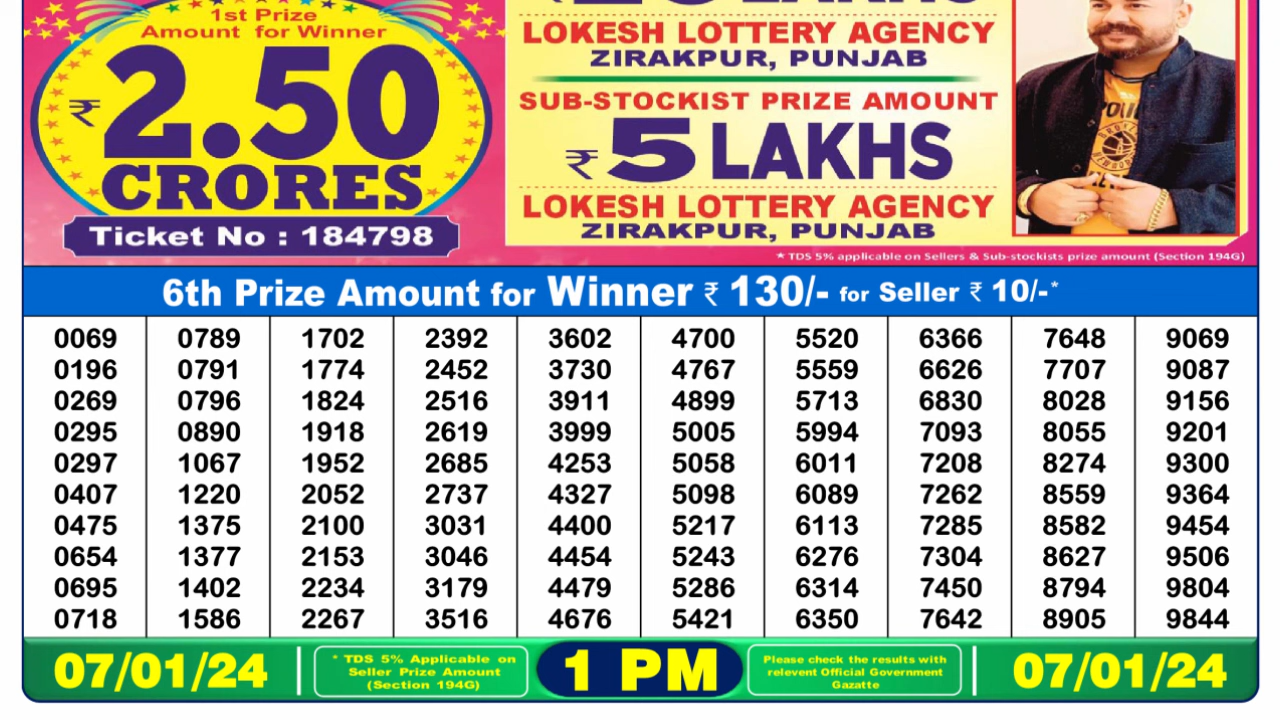 1st Prize
Amount for Winner
₹2.50
CRORES
Ticket No : 184798
LOKESH LOTTERY AGENCY
ZIRAKPUR, PUNJAB
SUB-STOCKIST PRIZE AMOUNT
₹5 LAKHS
LOKESH LOTTERY AGENCY
ZIRAKPUR, PUNJAB
★TDS 5% applicable on Sellers & Sub-stockists prize amount (Section 194G)
6th Prize Amount for Winner ₹ 130/- for Seller ₹ 10/-*
0069 0789 1702 2392 3602 4700 5520 6366 7648 9069
0196 0791 1774 2452 3730 4767 5559 6626 7707 9087
0269 0796 1824 2516 3911 4899 5713 6830 8028 9156
0295 0890 1918 2619 3999 5005 5994 7093 8055 9201
0297 1067 1952 2685 4253 5058 6011 7208 8274 9300
0407 1220 2052 2737 4327 5098 6089 7262 8559 9364
0475 1375 2100 3031 4400 5217 6113 7285 8582 9454
0654 1377 2153 3046 4454 5243 6276 7304 8627 9506
0695 1402 2234 3179 4479 5286 6314 7450 8794 9804
0718 1586 2267 3516 4676 5421 6350 7642 8905 9844
07/01/24
* TDS 5% Applicable on
Seller Prize Amount
(Section 194G)
1 PM
Please check the results with
relevent Official Government
Gazatte
07/01/24